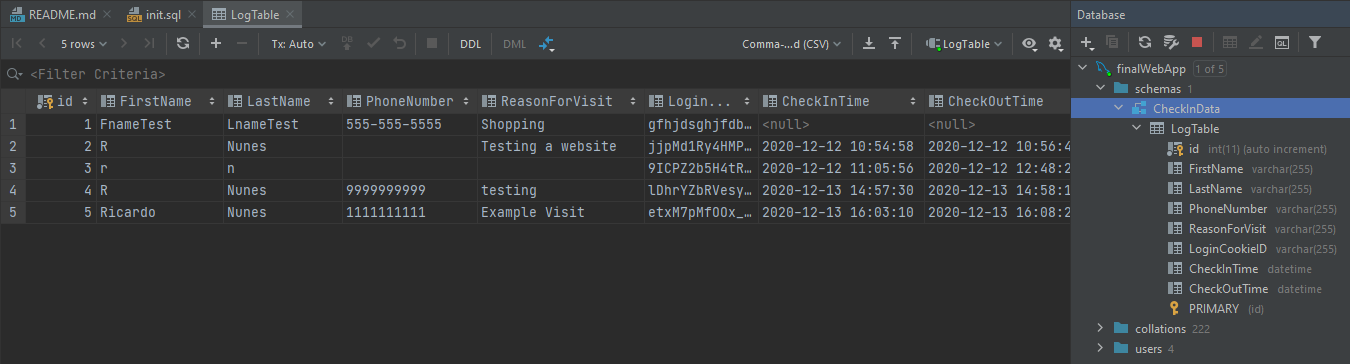 README.md init.sql LogTable Database
5 rows Tx: Auto DB DDL DML Comma-...d (CSV) LogTable
<Filter Criteria> finalWebApp 1 of 5
schemas 1
id FirstName LastName PhoneNumber ReasonForVisit Login... CheckInTime CheckOutTime CheckInData
1 1 FnameTest LnameTest 555-555-5555 Shopping gfhjdsghjfdb… <null> <null> LogTable
2 2 R Nunes Testing a website jjpMd1Ry4HMP… 2020-12-12 10:54:58 2020-12-12 10:56:4 id int(11) (auto increment)
3 3 r n 9ICPZ2b5H4tR… 2020-12-12 11:05:56 2020-12-12 12:48:2 FirstName varchar(255)
4 4 R Nunes 9999999999 testing lDhrYZbRVesy… 2020-12-13 14:57:30 2020-12-13 14:58:1 LastName varchar(255)
5 5 Ricardo Nunes 1111111111 Example Visit etxM7pMfOOx_… 2020-12-13 16:03:10 2020-12-13 16:08:2 PhoneNumber varchar(255)
ReasonForVisit varchar(255)
LoginCookieID varchar(255)
CheckInTime datetime
CheckOutTime datetime
PRIMARY (id)
collations 222
users 4